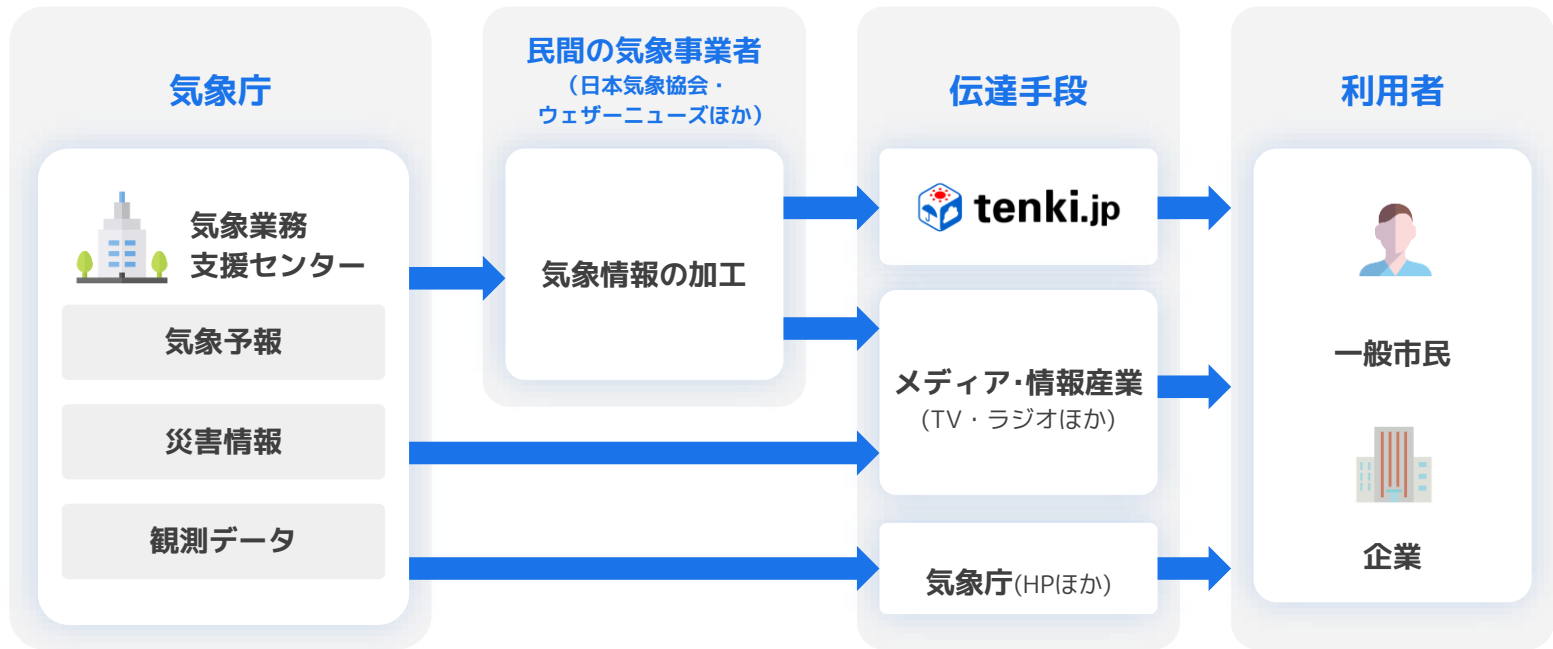 気象庁
気象業務
支援センター
気象予報
災害情報
観測データ
民間の気象事業者
（日本気象協会・
ウェザーニューズほか）
気象情報の加工
伝達手段
tenki.jp
メディア・情報産業
(TV・ラジオほか)
気象庁(HPほか)
利用者
一般市民
企業